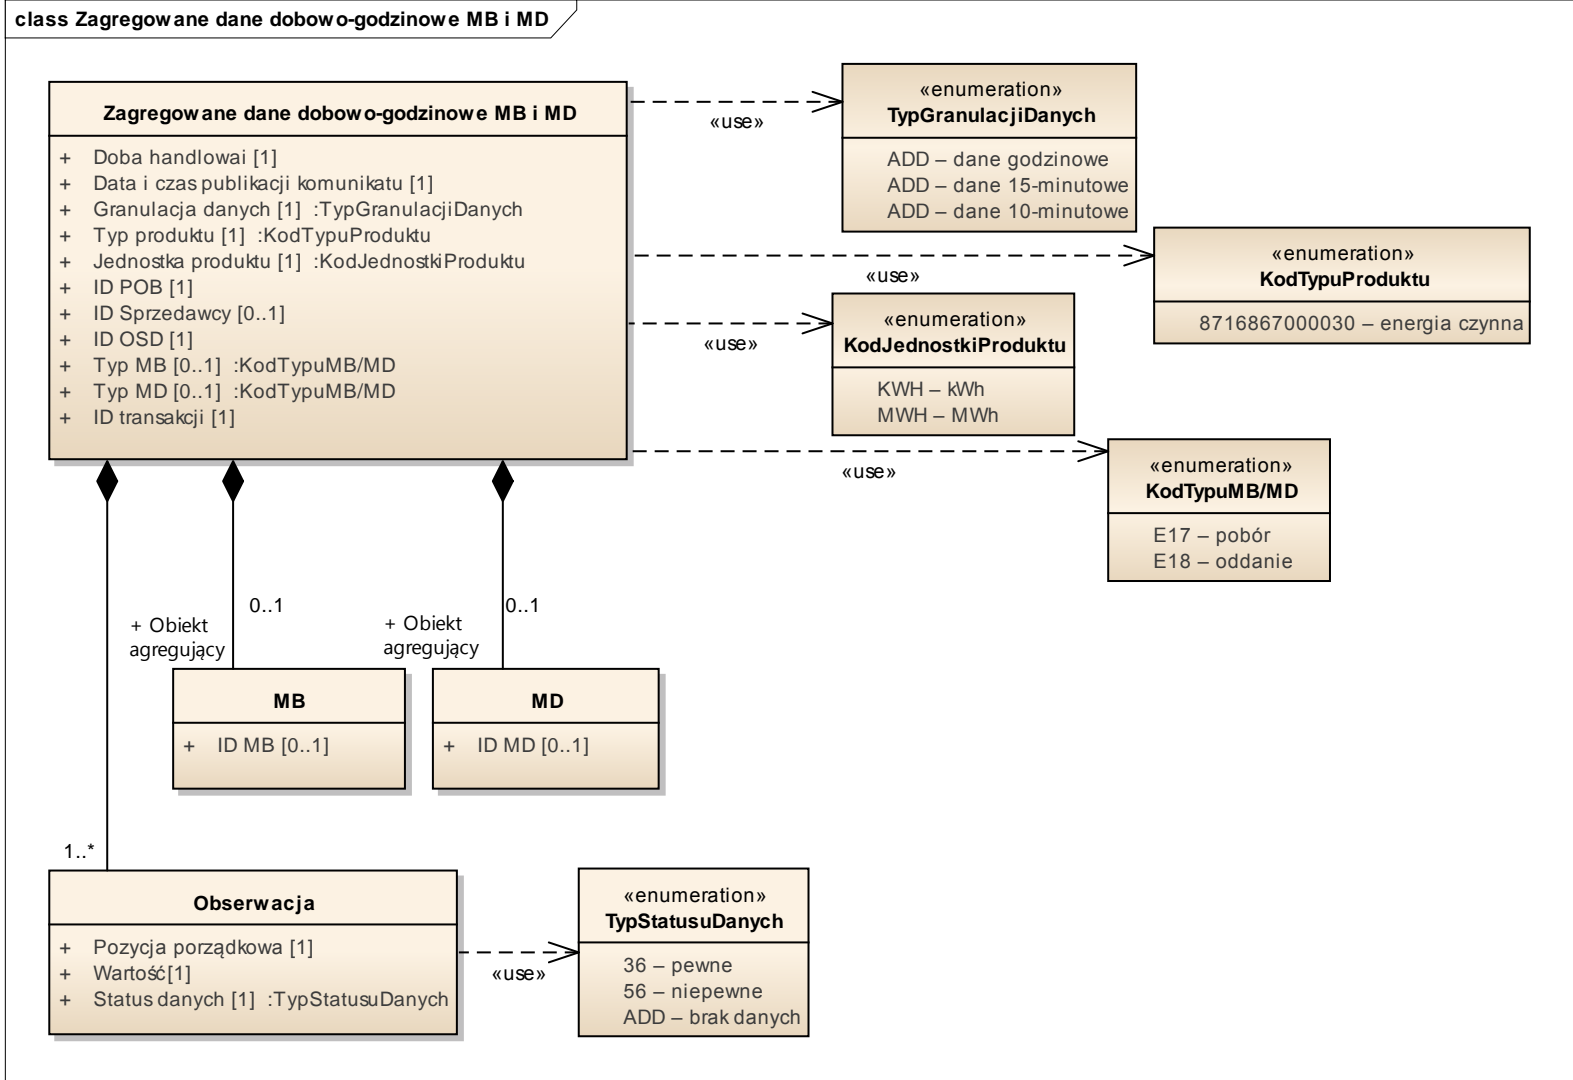 class Zagregowane dane dobowo-godzinowe MB i MD
Zagregowane dane dobowo-godzinowe MB i MD
+ Doba handlowai [1]
+ Data i czas publikacji komunikatu [1]
+ Granulacja danych [1] :TypGranulacjiDanych
+ Typ produktu [1] :KodTypuProduktu
+ Jednostka produktu [1] :KodJednostkiProduktu
+ ID POB [1]
+ ID Sprzedawcy [0..1]
+ ID OSD [1]
+ Typ MB [0..1] :KodTypuMB/MD
+ Typ MD [0..1] :KodTypuMB/MD
+ ID transakcji [1]
«use»
«enumeration»
TypGranulacjiDanych
ADD – dane godzinowe
ADD – dane 15-minutowe
ADD – dane 10-minutowe
«use»
«enumeration»
KodTypuProduktu
8716867000030 – energia czynna
«use»
«enumeration»
KodJednostkiProduktu
KWH – kWh
MWH – MWh
«use»
«enumeration»
KodTypuMB/MD
E17 – pobór
E18 – oddanie
0..1
+ Obiekt
agregujący
0..1
+ Obiekt
agregujący
MB
+ ID MB [0..1]
MD
+ ID MD [0..1]
1..*
Obserwacja
+ Pozycja porządkowa [1]
+ Wartość[1]
+ Status danych [1] :TypStatusuDanych
«use»
«enumeration»
TypStatusuDanych
36 – pewne
56 – niepewne
ADD – brak danych